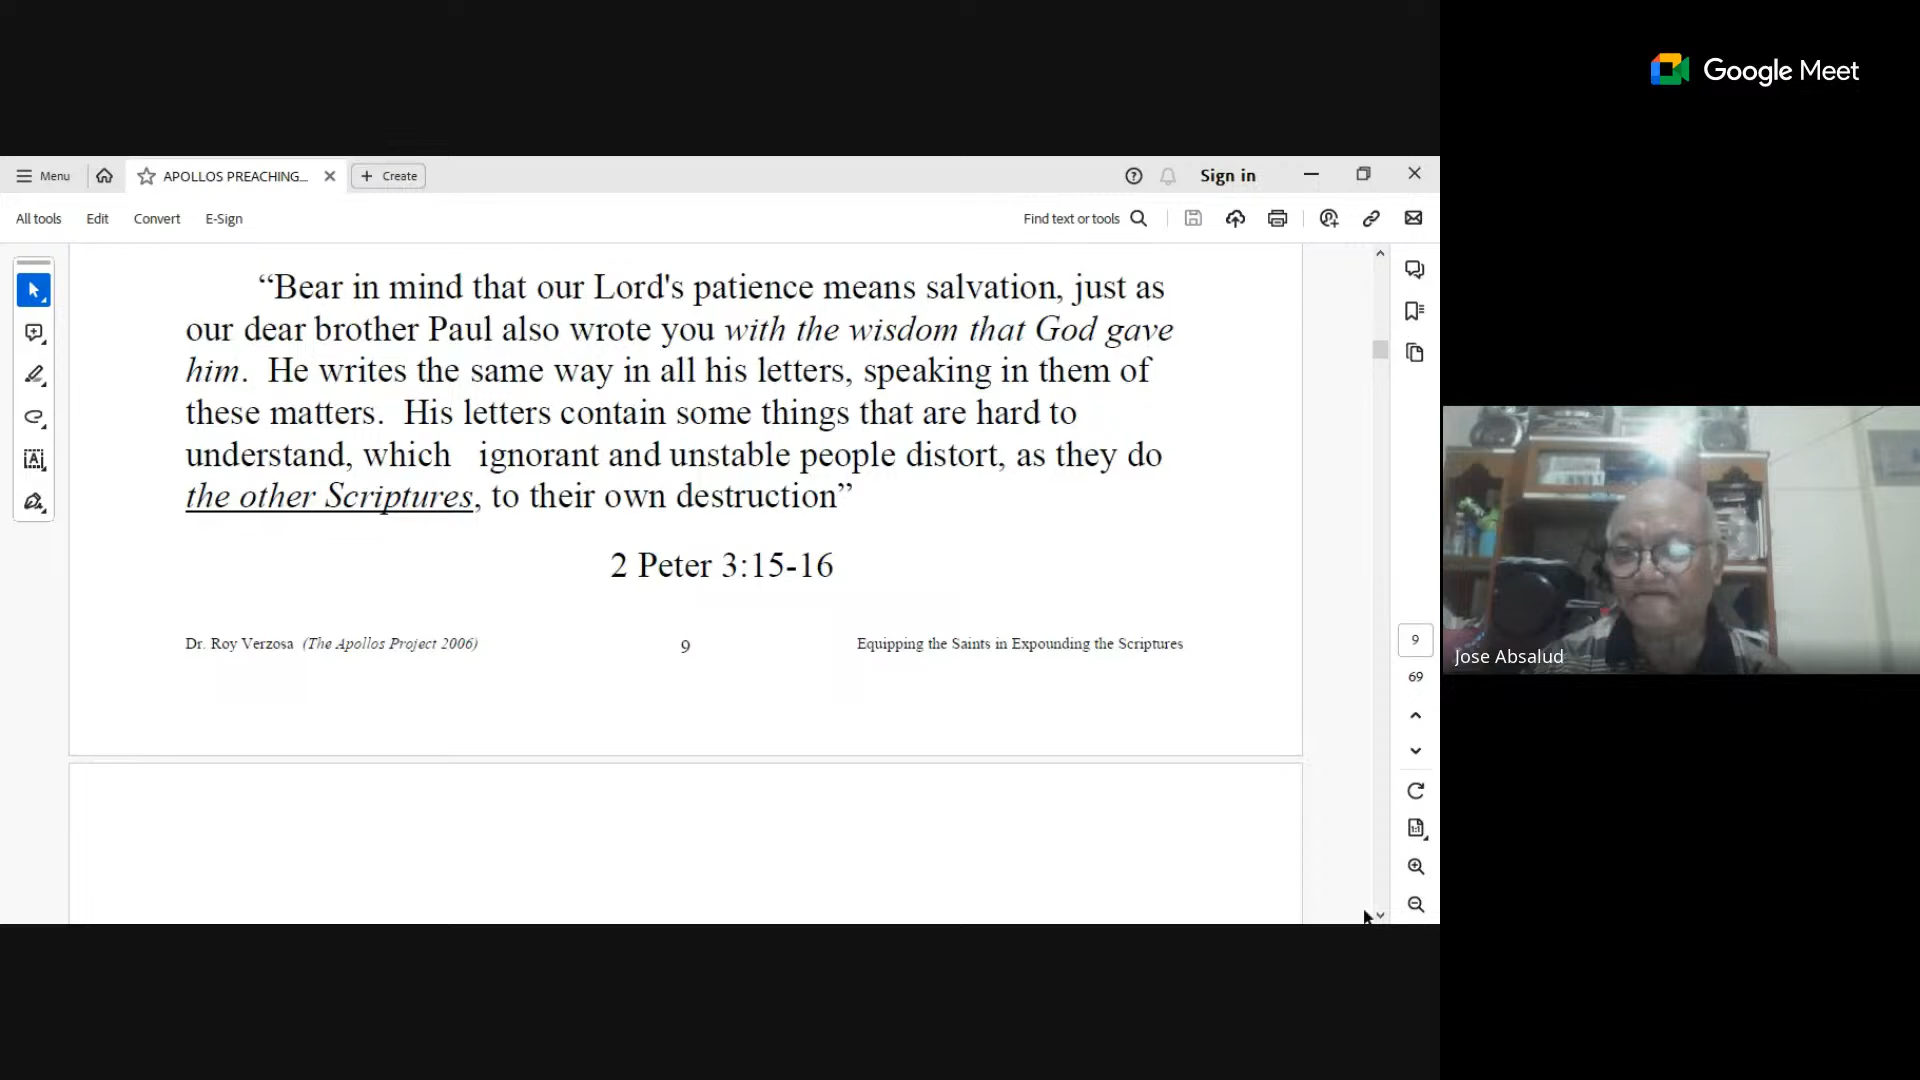 Google Meet
Menu
APOLLOS PREACHING...
Create
Sign in
All tools
Edit
Convert
E-Sign
Find text or tools
“Bear in mind that our Lord's patience means salvation, just as
our dear brother Paul also wrote you with the wisdom that God gave
him. He writes the same way in all his letters, speaking in them of
these matters. His letters contain some things that are hard to
understand, which ignorant and unstable people distort, as they do
the other Scriptures, to their own destruction”
2 Peter 3:15-16
Dr. Roy Verzosa (The Apollos Project 2006)
9
Equipping the Saints in Expounding the Scriptures
9
69
Jose Absalud